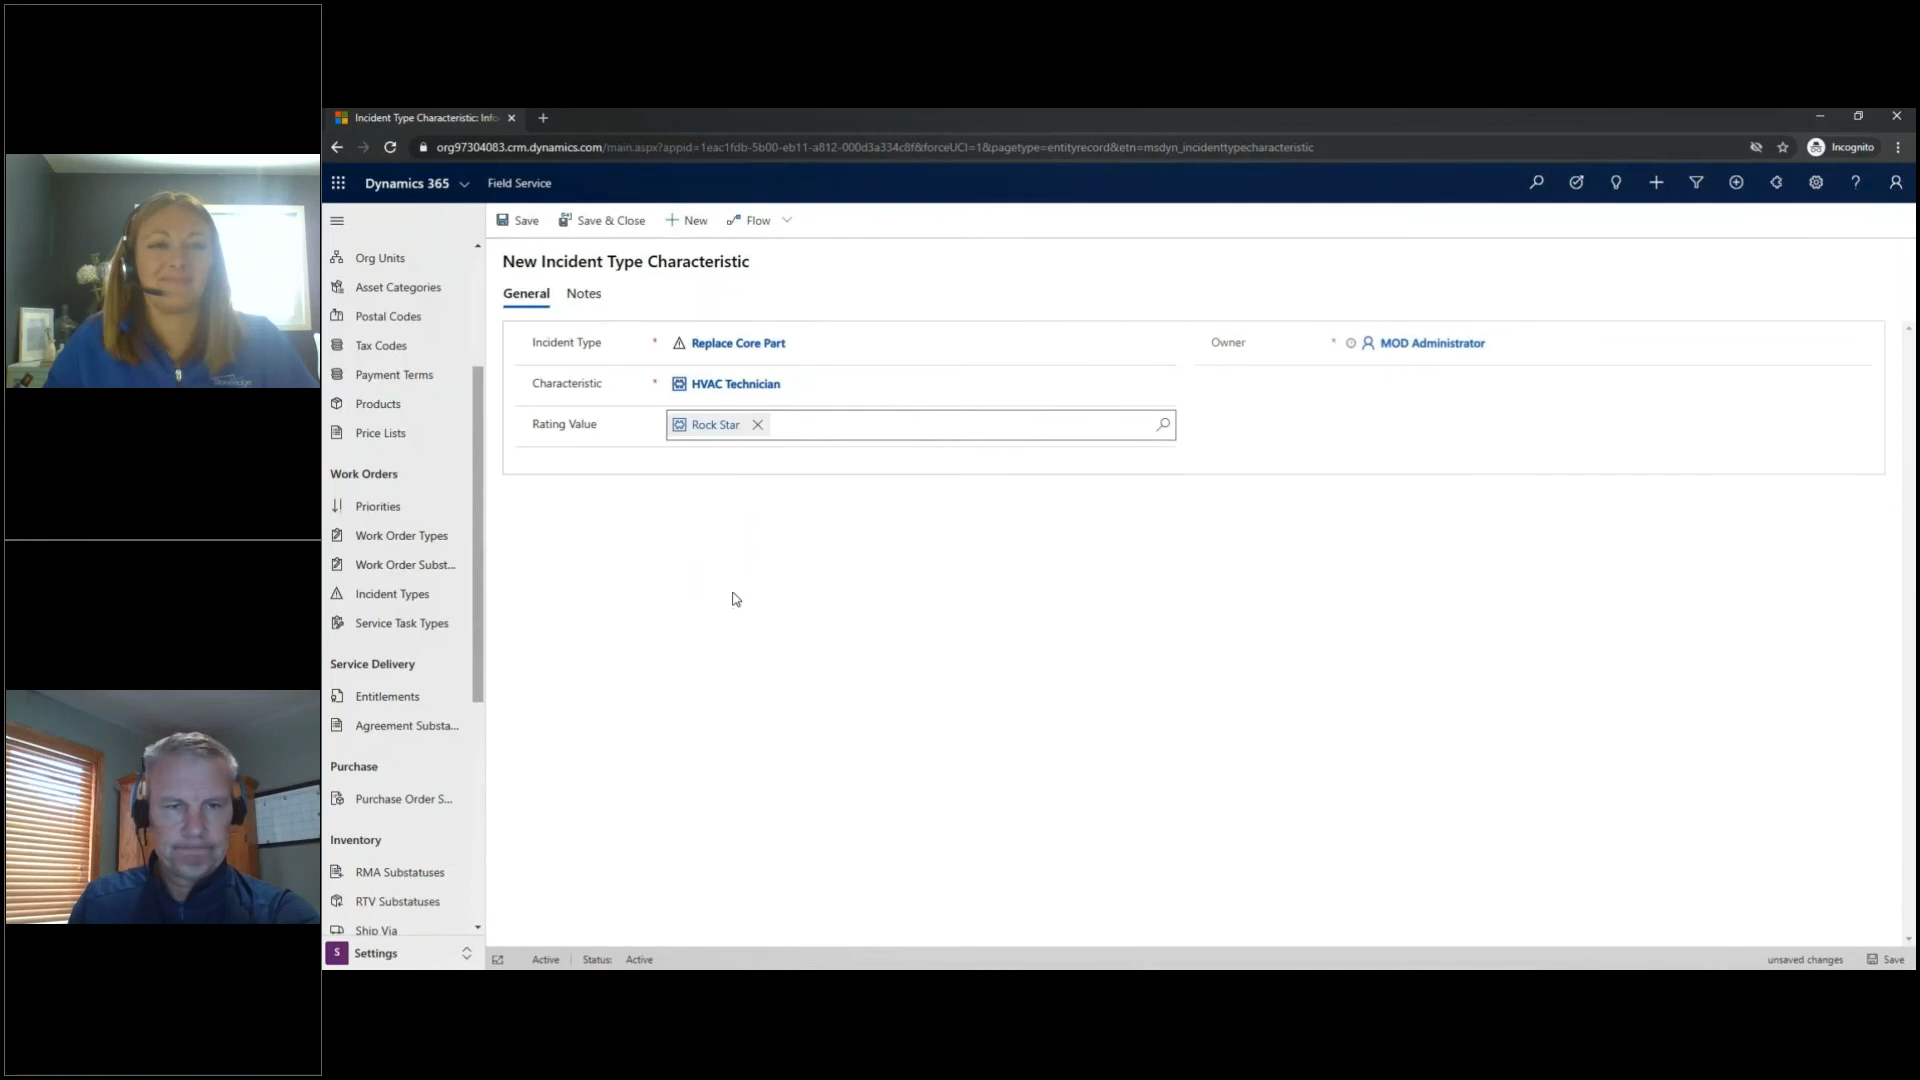 Incident Type Characteristic: Info
org97304083.crm.dynamics.com/main.aspx?appid=1eac1fdb-5b00-eb11-a812-000d3a334c8f&forceUCI=1&pagetype=entityrecord&etn=msdyn_incidenttypecharacteristic
Incognito
Dynamics 365
Field Service
Save
Save & Close
New
Flow
Org Units
Asset Categories
Postal Codes
Tax Codes
Payment Terms
Products
Price Lists
Work Orders
Priorities
Work Order Types
Work Order Subst...
Incident Types
Service Task Types
Service Delivery
Entitlements
Agreement Substa...
Purchase
Purchase Order S...
Inventory
RMA Substatuses
RTV Substatuses
Ship Via
S
Settings
New Incident Type Characteristic
General
Notes
Incident Type * Replace Core Part
Owner * MOD Administrator
Characteristic * HVAC Technician
Rating Value Rock Star
Active
Status: Active
unsaved changes
Save